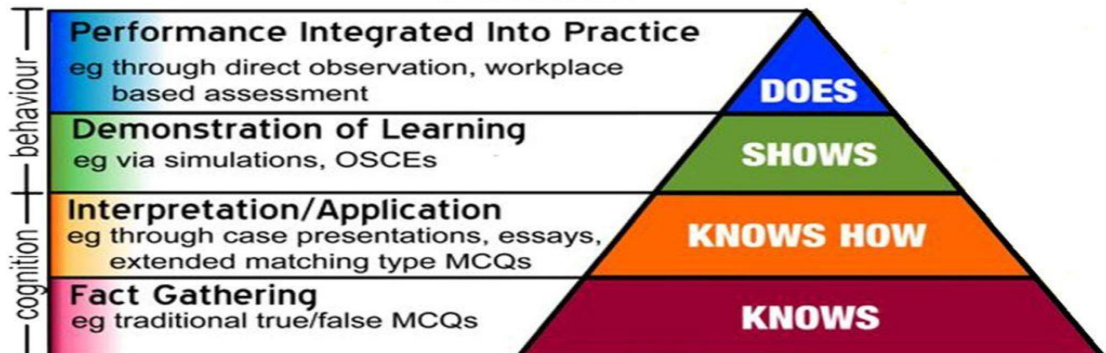 behaviour
cognition
Performance Integrated Into Practice
eg through direct observation, workplace
based assessment
DOES
Demonstration of Learning
eg via simulations, OSCEs
SHOWS
Interpretation/Application
eg through case presentations, essays,
extended matching type MCQs
KNOWS HOW
Fact Gathering
eg traditional true/false MCQs
KNOWS